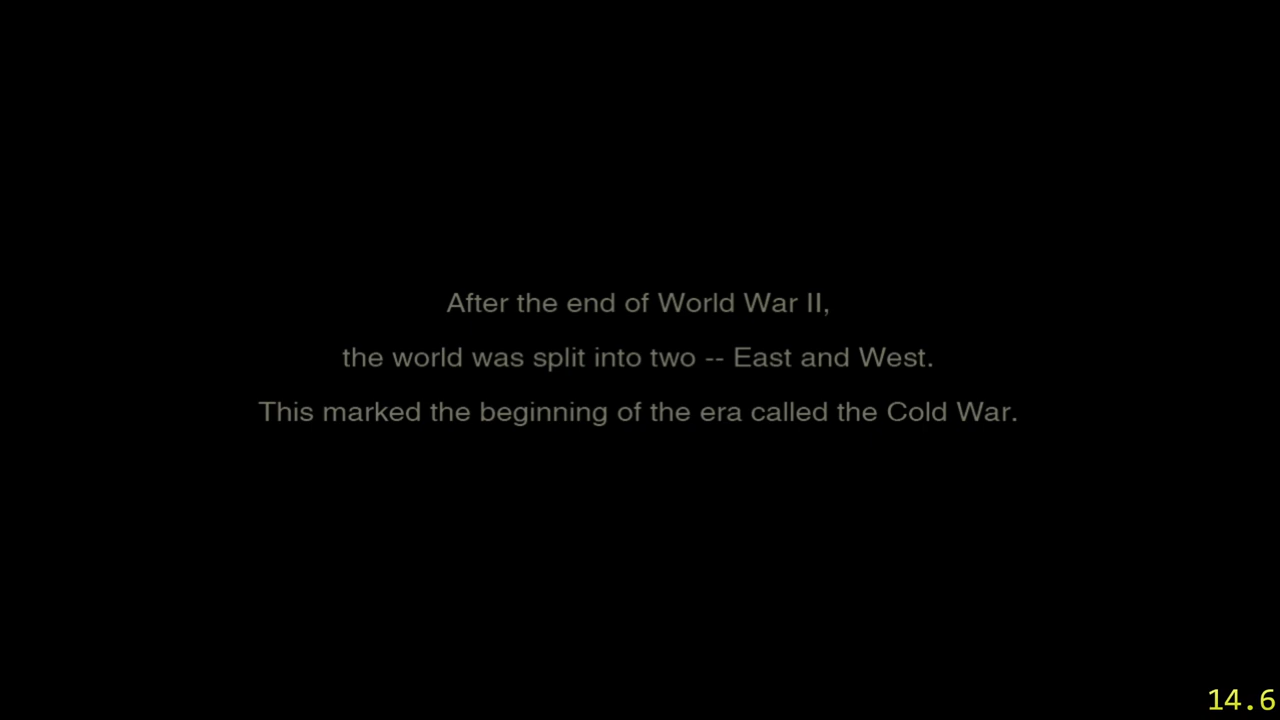 After the end of World War II,
the world was split into two -- East and West.
This marked the beginning of the era called the Cold War.
14.6